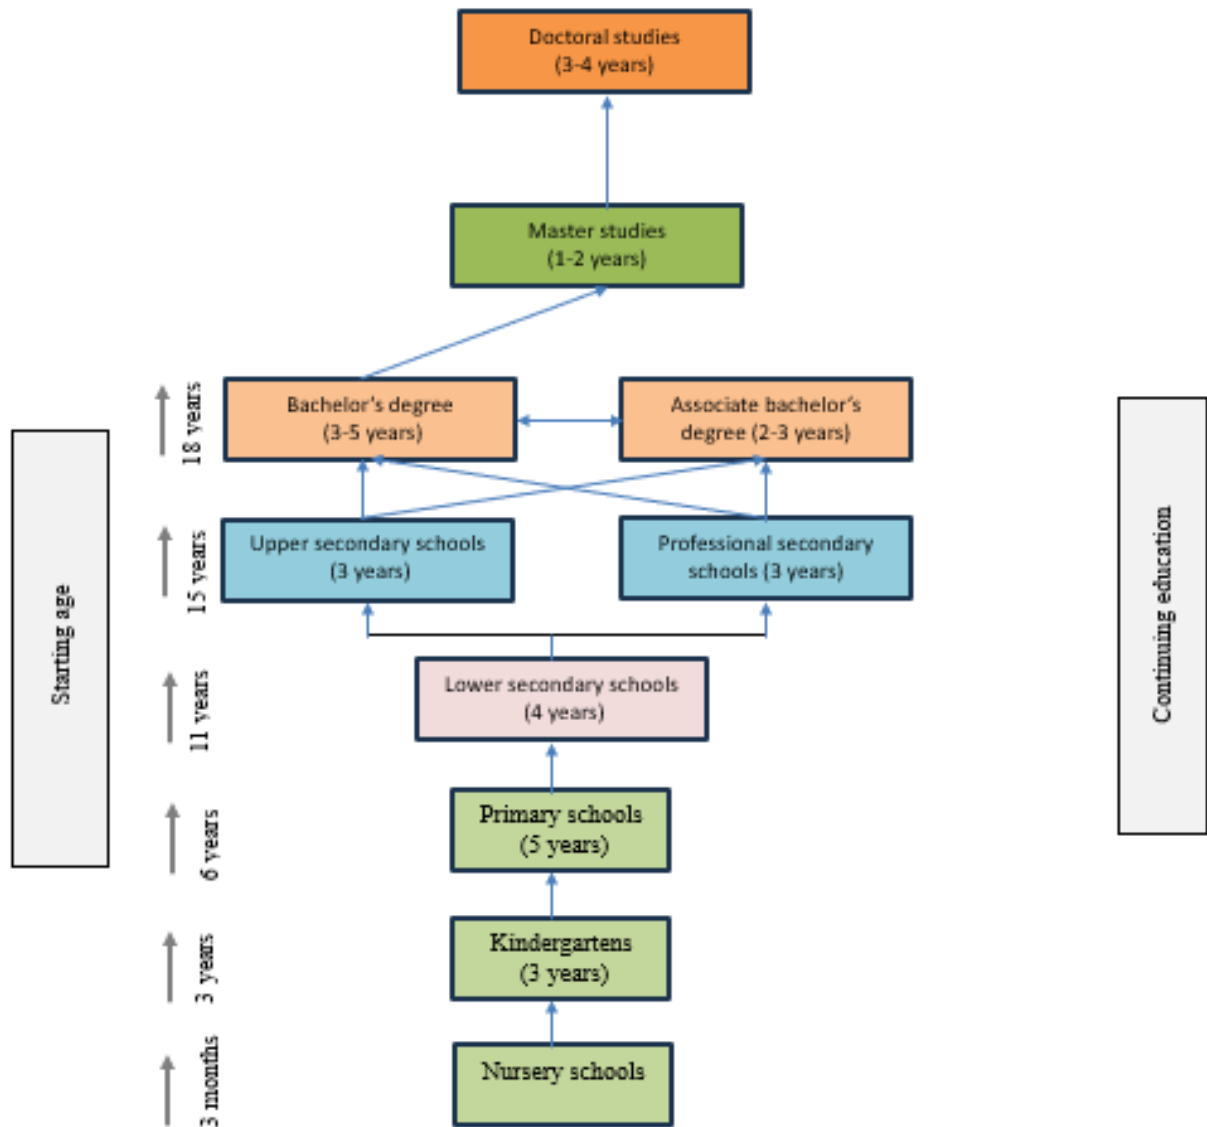 Doctoral studies
(3-4 years)
Master studies
(1-2 years)
18 years
Bachelor's degree
(3-5 years)
Associate bachelor's
degree (2-3 years)
15 years
Upper secondary schools
(3 years)
Professional secondary
schools (3 years)
Starting age
Continuing education
11 years
Lower secondary schools
(4 years)
6 years
Primary schools
(5 years)
3 years
Kindergartens
(3 years)
3 months
Nursery schools